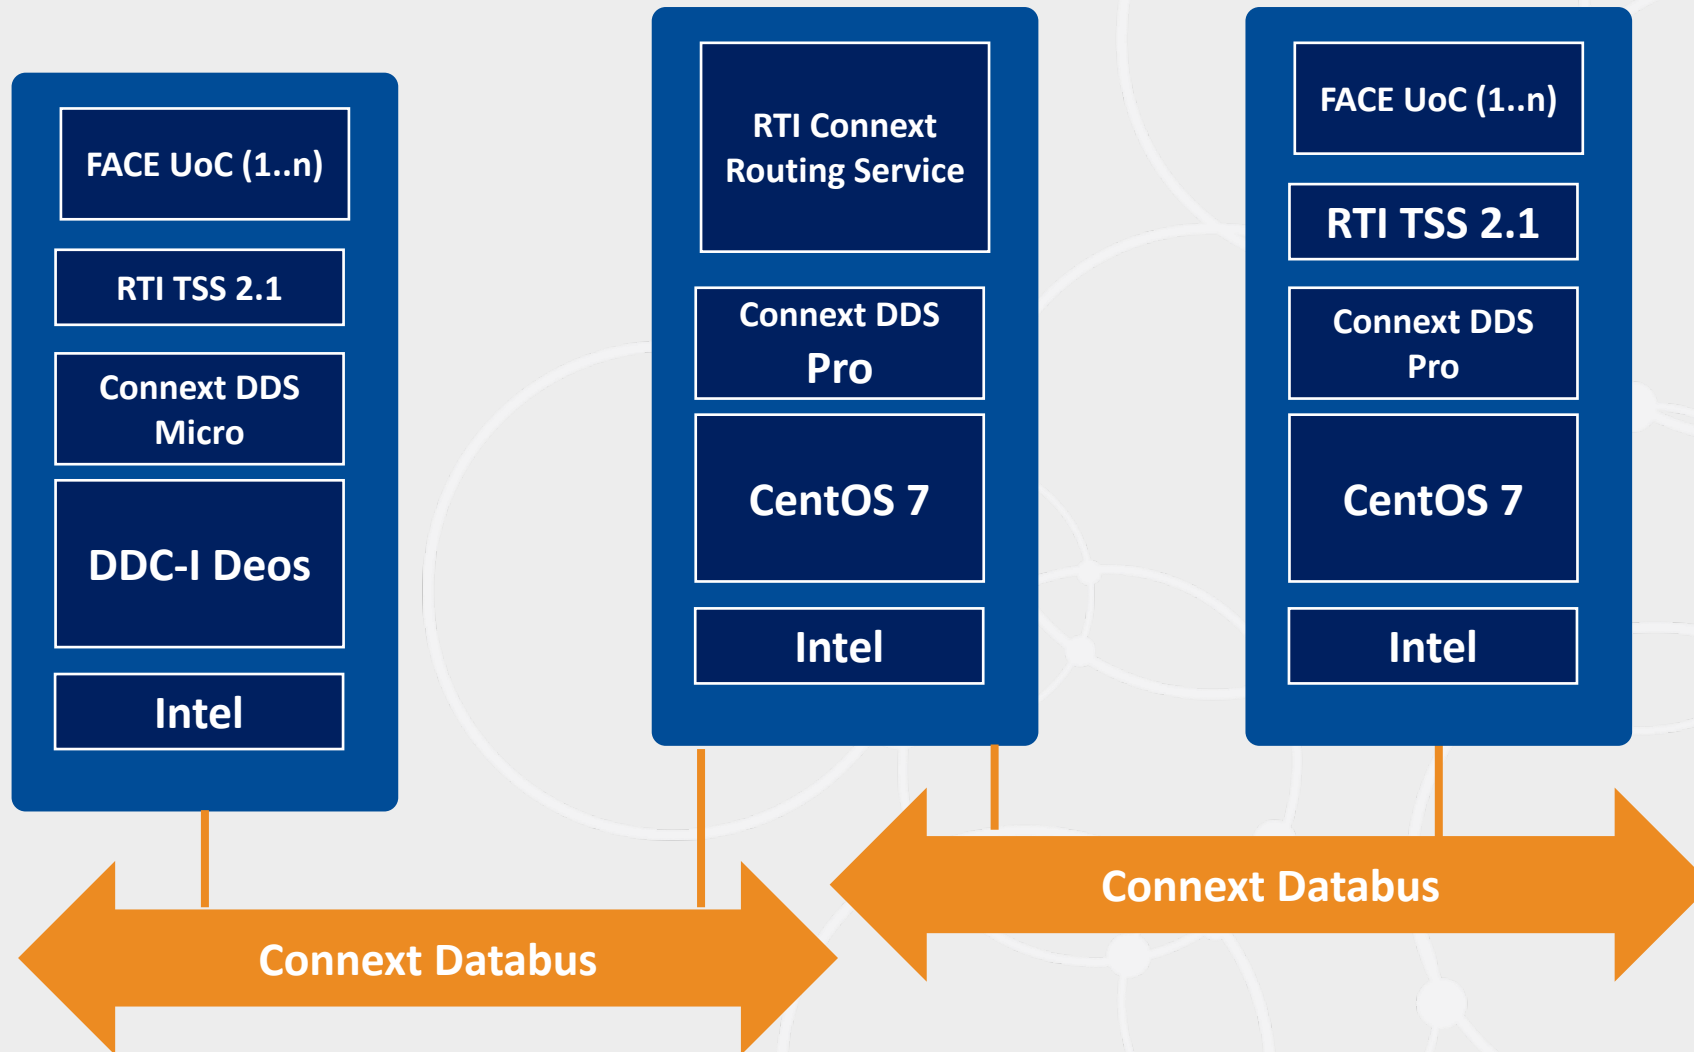 FACE UoC (1..n)
RTI TSS 2.1
Connext DDS
Micro
DDC-I Deos
Intel
RTI Connext
Routing Service
Connext DDS
Pro
CentOS 7
Intel
FACE UoC (1..n)
RTI TSS 2.1
Connext DDS
Pro
CentOS 7
Intel
Connext Databus
Connext Databus